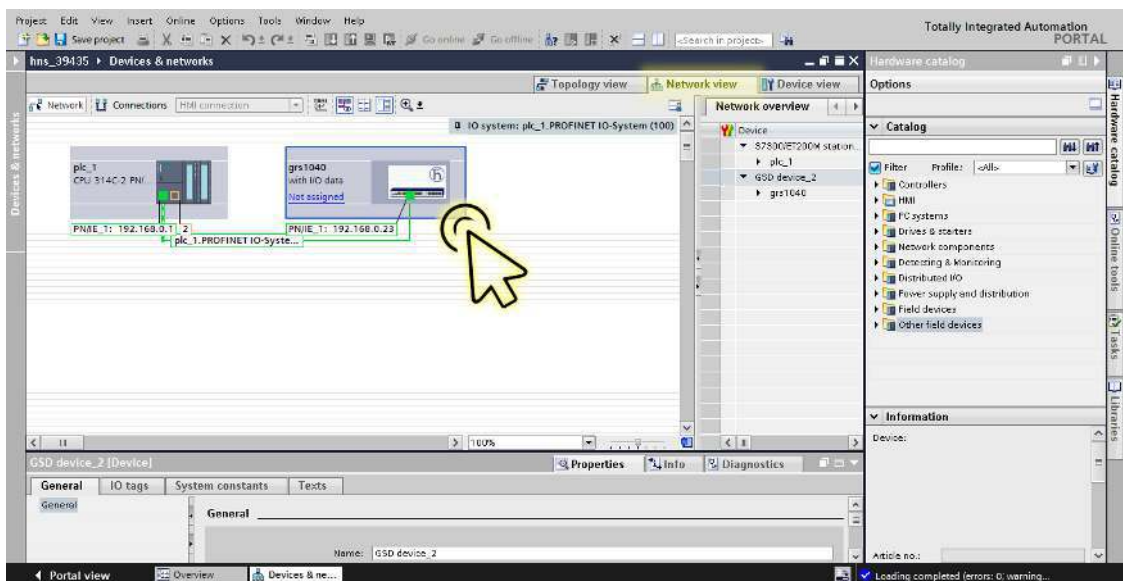 Project Edit View Insert Online Options Tools Window Help
Totally Integrated Automation
PORTAL
Save project
Go online
Go offline
<Search in project>
hns_39435 ▸ Devices & networks
Hardware catalog
Topology view
Network view
Device view
Options
Network
Connections
HMI connection
Network overview
IO system: plc_1.PROFINET IO-System (100)
Catalog
Device
S7300/ET200M station...
plc_1
GSD device_2
grs1040
Filter
Profile:
<All>
Controllers
HMI
PC systems
Drives & starters
Network components
Detecting & Monitoring
Distributed I/O
Power supply and distribution
Field devices
Other field devices
plc_1
CPU 314C-2 PN/...
grs1040
with I/O data
Not assigned
PN/IE_1: 192.168.0.1
2
PN/IE_1: 192.168.0.23
plc_1.PROFINET IO-Syste...
Devices & networks
Hardware catalog
Online tools
Tasks
Libraries
100%
Information
Device:
Article no.:
GSD device_2 [Device]
Properties
Info
Diagnostics
General
IO tags
System constants
Texts
General
General
Name:
GSD device_2
Portal view
Overview
Devices & ne...
Loading completed (errors: 0; warning...